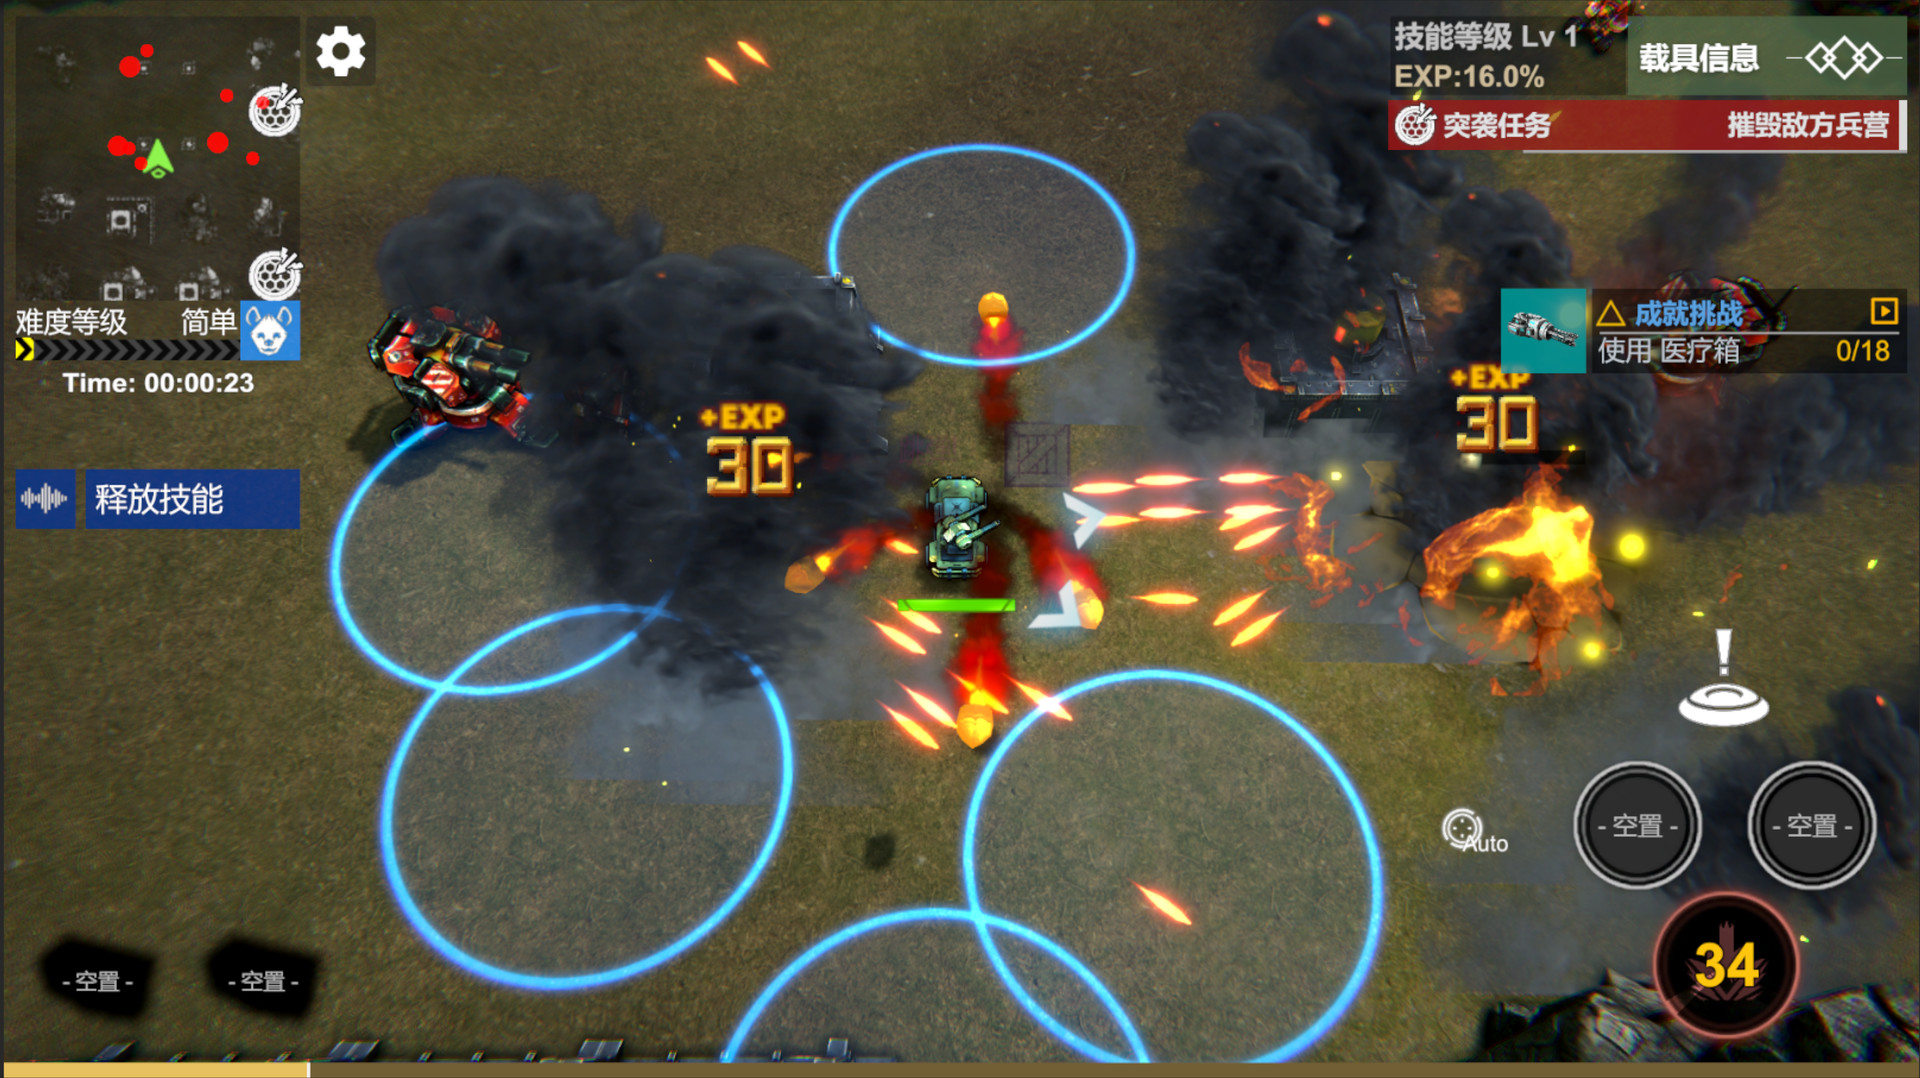 技能等级 Lv 1
EXP:16.0%
载具信息
突袭任务 摧毁敌方兵营
难度等级 简单
Time: 00:00:23
成就挑战
使用 医疗箱 0/18
+EXP
30
+EXP
30
释放技能
Auto
- 空置 -
- 空置 -
34
- 空置 -
- 空置 -